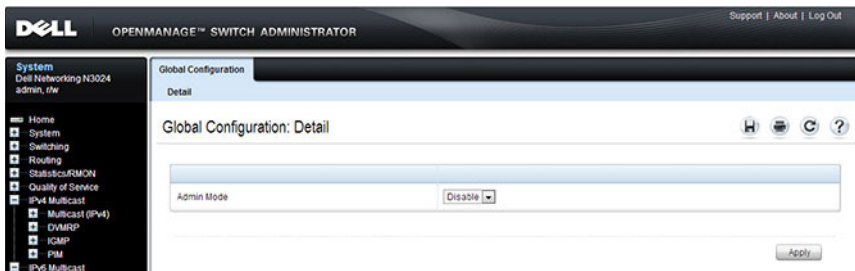 DELL
OPENMANAGE™ SWITCH ADMINISTRATOR
Support | About | Log Out
System
Dell Networking N3024
admin, r/w
Home
System
Switching
Routing
Statistics/RMON
Quality of Service
IPv4 Multicast
Multicast (IPv4)
DVMRP
IGMP
PIM
IPv6 Multicast
Global Configuration
Detail
Global Configuration: Detail
?
Admin Mode
Disable
Apply